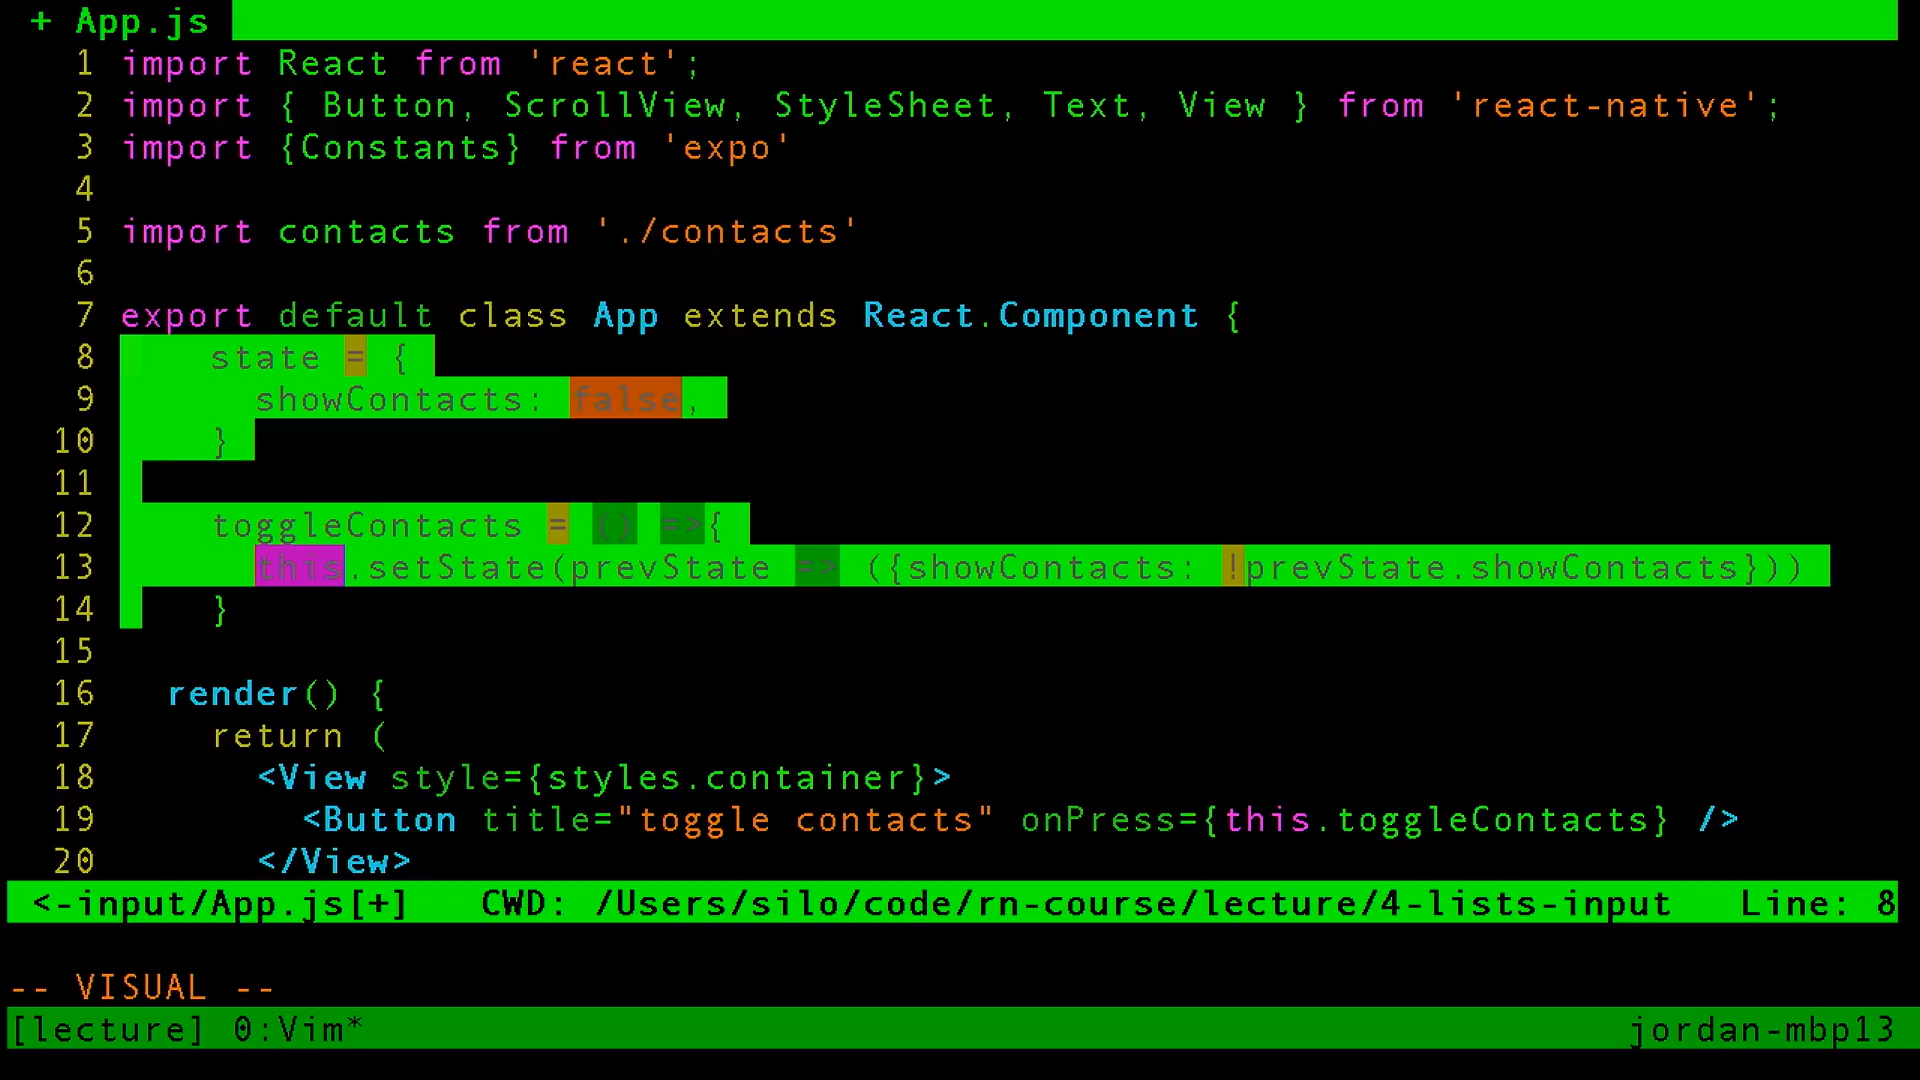 + App.js
1 import React from 'react';
2 import { Button, ScrollView, StyleSheet, Text, View } from 'react-native';
3 import {Constants} from 'expo'
4
5 import contacts from './contacts'
6
7 export default class App extends React.Component {
8     state = {
9       showContacts: false,
10     }
11
12     toggleContacts = () =>{
13       this.setState(prevState => ({showContacts: !prevState.showContacts}))
14     }
15
16   render() {
17     return (
18       <View style={styles.container}>
19         <Button title="toggle contacts" onPress={this.toggleContacts} />
20       </View>
<-input/App.js[+]   CWD: /Users/silo/code/rn-course/lecture/4-lists-input   Line: 8
-- VISUAL --
[lecture] 0:Vim* jordan-mbp13